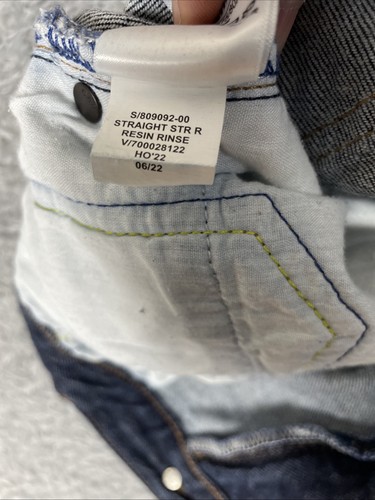 S/809092-00
STRAIGHT STR R
RESIN RINSE
V/700028122
HO'22
06/22